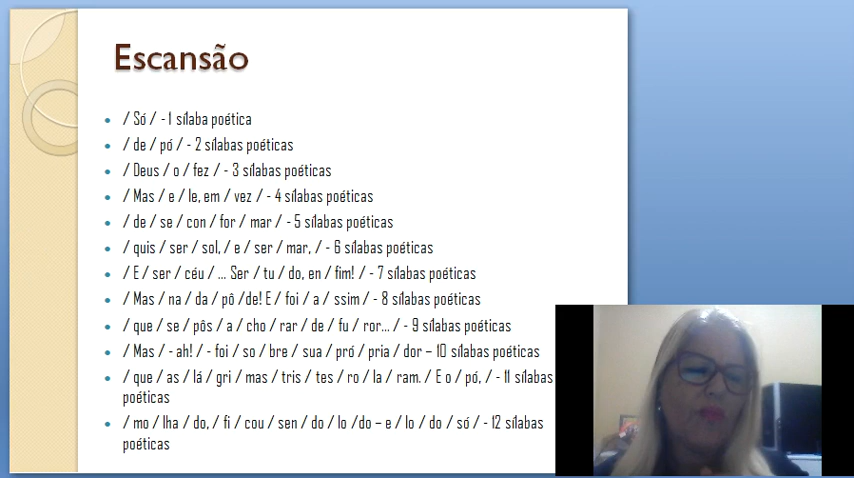 Escansão
/ Só / - 1 sílaba poética
/ de / pó / - 2 sílabas poéticas
/ Deus / o / fez / - 3 sílabas poéticas
/ Mas / e / le, em / vez / - 4 sílabas poéticas
/ de / se / con / for / mar / - 5 sílabas poéticas
/ quis / ser / sol, / e / ser / mar, / - 6 sílabas poéticas
/ E / ser / céu / ... Ser / tu / do, en / fim! / - 7 sílabas poéticas
/ Mas / na / da / pô /de! E / foi / a / ssim / - 8 sílabas poéticas
/ que / se / pôs / a / cho / rar / de / fu / ror... / - 9 sílabas poéticas
/ Mas / - ah! / - foi / so / bre / sua / pró / pria / dor – 10 sílabas poéticas
/ que / as / lá / gri / mas / tris / tes / ro / la / ram. / E o / pó, / - 11 sílabas
poéticas
/ mo / lha / do, / fi / cou / sen / do / lo /do – e / lo / do / só / - 12 sílabas
poéticas